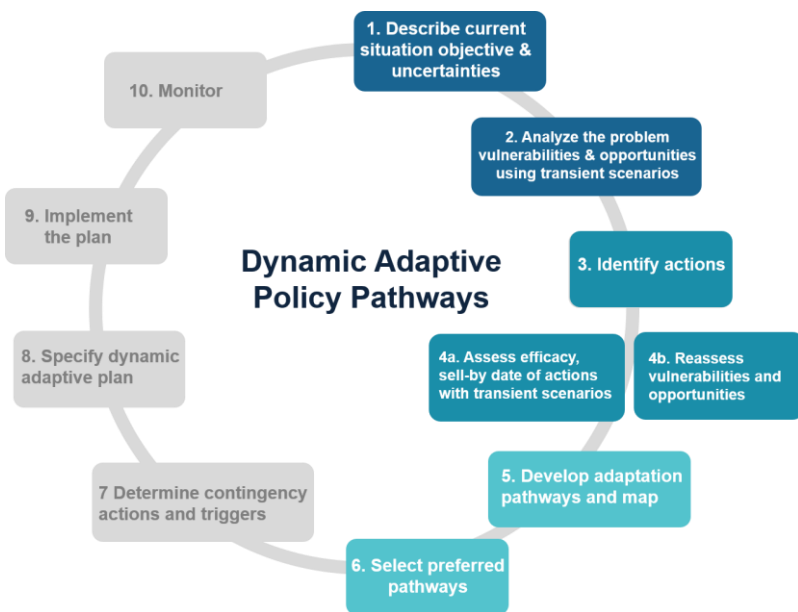 1. Describe current
situation objective &
uncertainties
2. Analyze the problem
vulnerabilities & opportunities
using transient scenarios
3. Identify actions
4a. Assess efficacy,
sell-by date of actions
with transient scenarios
4b. Reassess
vulnerabilities and
opportunities
5. Develop adaptation
pathways and map
6. Select preferred
pathways
7 Determine contingency
actions and triggers
8. Specify dynamic
adaptive plan
9. Implement
the plan
10. Monitor
Dynamic Adaptive
Policy Pathways